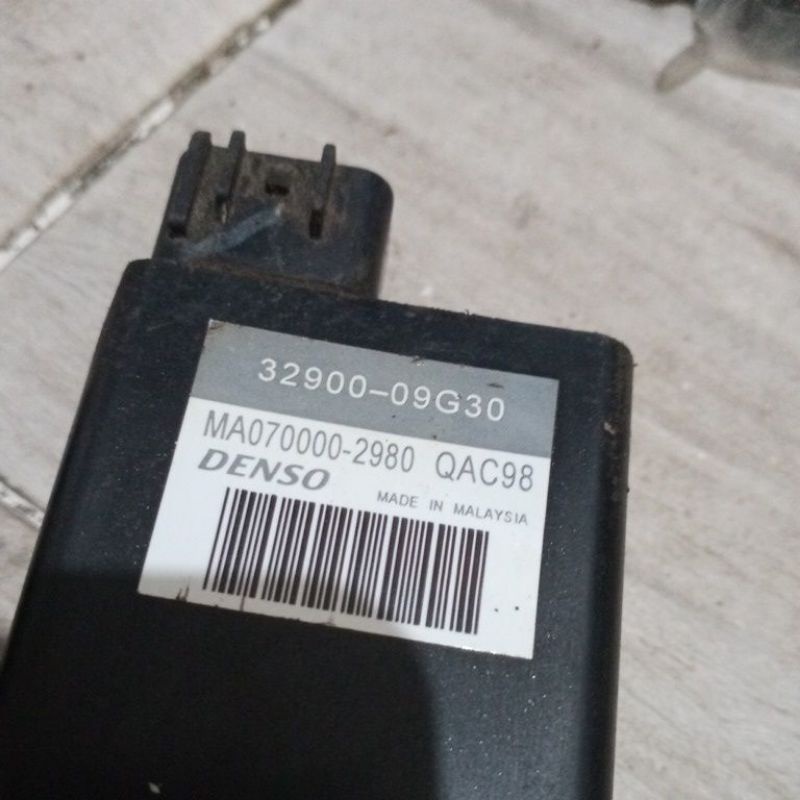 32900-09G30
MA070000-2980 QAC98
DENSO
MADE IN MALAYSIA